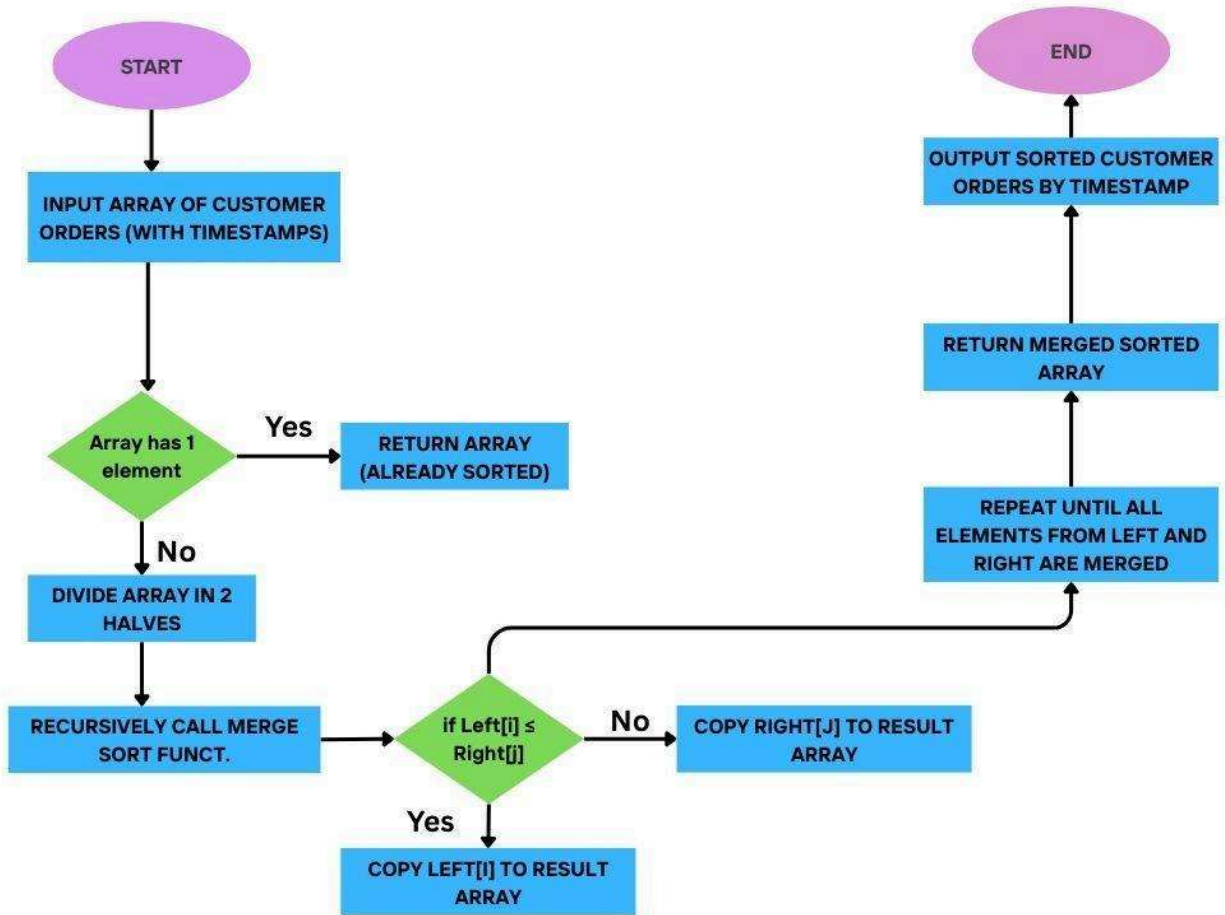 START
INPUT ARRAY OF CUSTOMER
ORDERS (WITH TIMESTAMPS)
Array has 1
element
Yes
RETURN ARRAY
(ALREADY SORTED)
No
DIVIDE ARRAY IN 2
HALVES
RECURSIVELY CALL MERGE
SORT FUNCT.
if Left[i] ≤
Right[j]
No
COPY RIGHT[J] TO RESULT
ARRAY
Yes
COPY LEFT[I] TO RESULT
ARRAY
REPEAT UNTIL ALL
ELEMENTS FROM LEFT AND
RIGHT ARE MERGED
RETURN MERGED SORTED
ARRAY
OUTPUT SORTED CUSTOMER
ORDERS BY TIMESTAMP
END